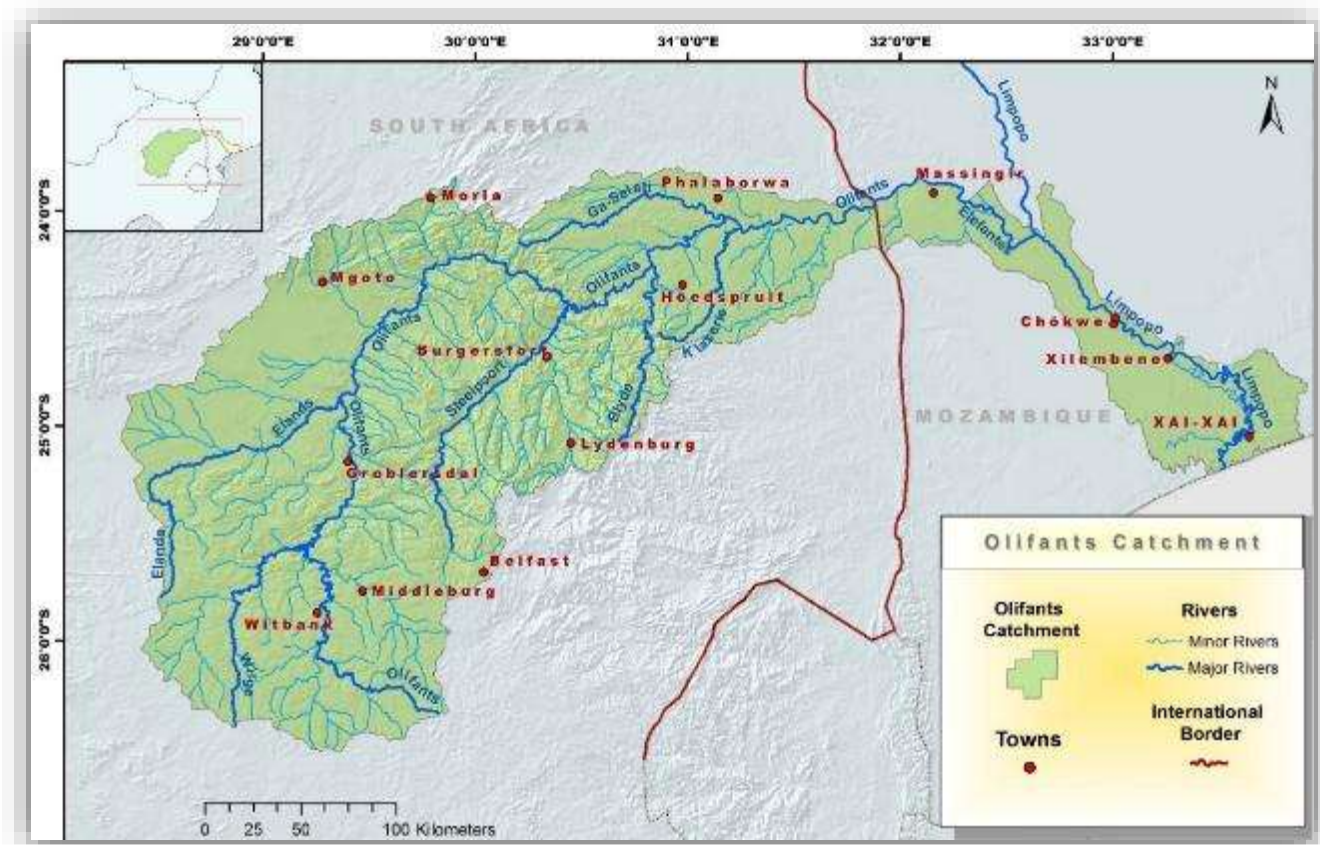 29°0'0"E 30°0'0"E 31°0'0"E 32°0'0"E 33°0'0"E
N
SOUTH AFRICA
Limpopo
Massingir
Phalaborwa
Moria
Ga-Selati
Olifants
24°0'0"S
Elefants
Mgoto
Olifants
Hoedspruit
Limpopo
Olifants
Chókwe
Klaserie
Burgersfort
Xilembene
Steelpoort
Limpopo
Blyde
Elands
Olifants
MOZAMBIQUE
25°0'0"S
XAI-XAI
Lydenburg
Groblersdal
Elands
Belfast
Middleburg
Witbank
26°0'0"S
Wilge
Olifants
0 25 50 100 Kilometers
Olifants Catchment
Olifants
Catchment
Rivers
Minor Rivers
Major Rivers
Towns
International
Border